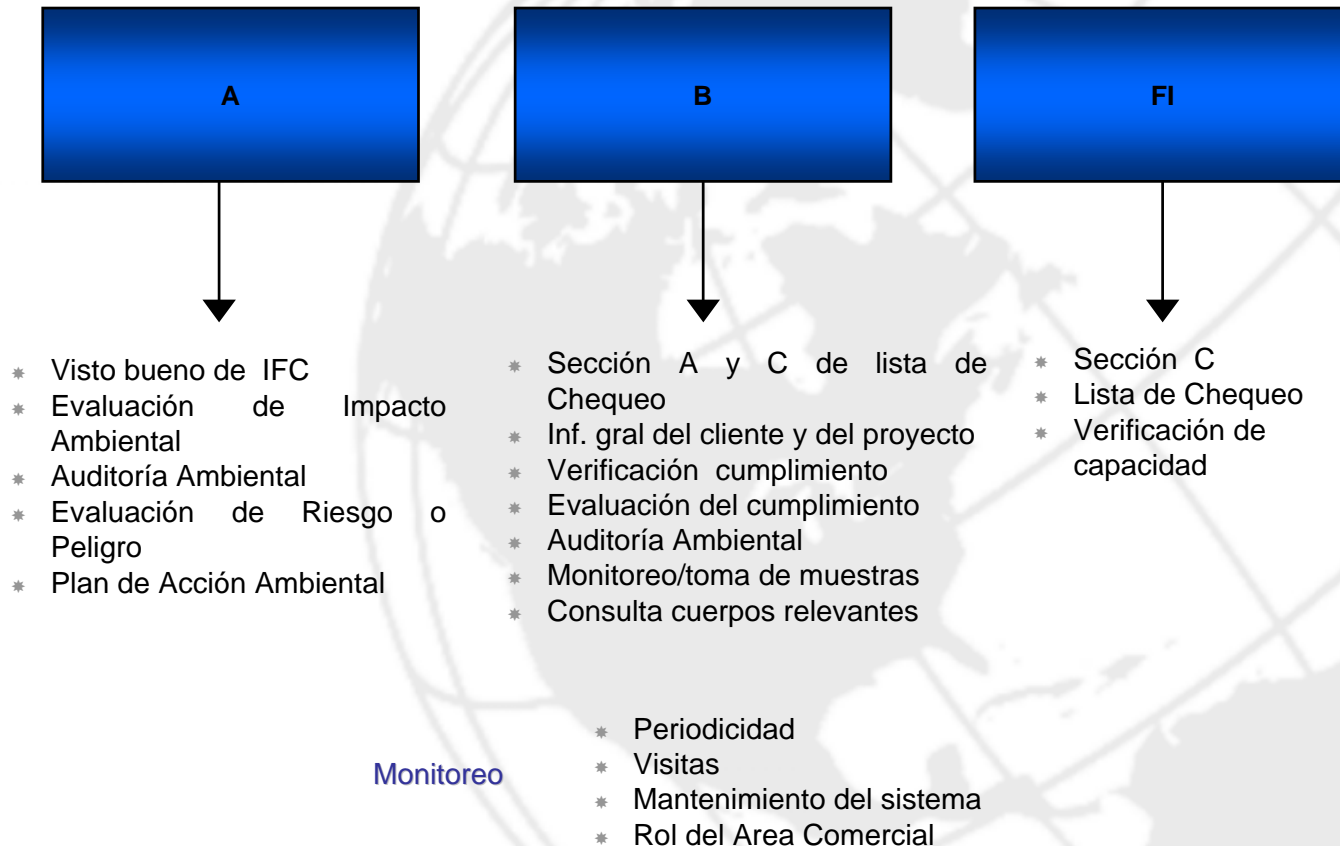 A
B
FI
Visto bueno de IFC
Evaluación de Impacto
Ambiental
Auditoría Ambiental
Evaluación de Riesgo o
Peligro
Plan de Acción Ambiental
Sección A y C de lista de
Chequeo
Inf. gral del cliente y del proyecto
Verificación cumplimiento
Evaluación del cumplimiento
Auditoría Ambiental
Monitoreo/toma de muestras
Consulta cuerpos relevantes
Sección C
Lista de Chequeo
Verificación de
capacidad
Monitoreo
Periodicidad
Visitas
Mantenimiento del sistema
Rol del Area Comercial